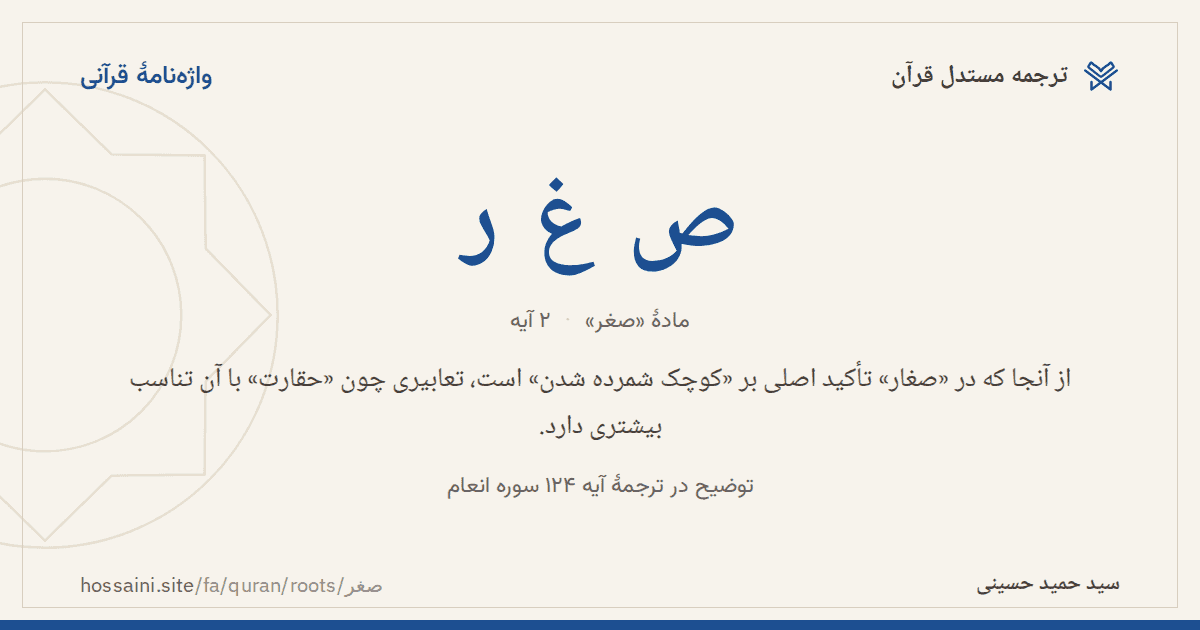 ترجمه مستدل قرآن
واژه‌نامهٔ قرآنی
ص غ ر
مادهٔ «صغر» · ۲ آیه
از آنجا که در «صغار» تأکید اصلی بر «کوچک شمرده شدن» است، تعابیری چون «حقارت» با آن تناسب
بیشتری دارد.
توضیح در ترجمهٔ آیه ۱۲۴ سوره انعام
سید حمید حسینی
hossaini.site/fa/quran/roots/صغر